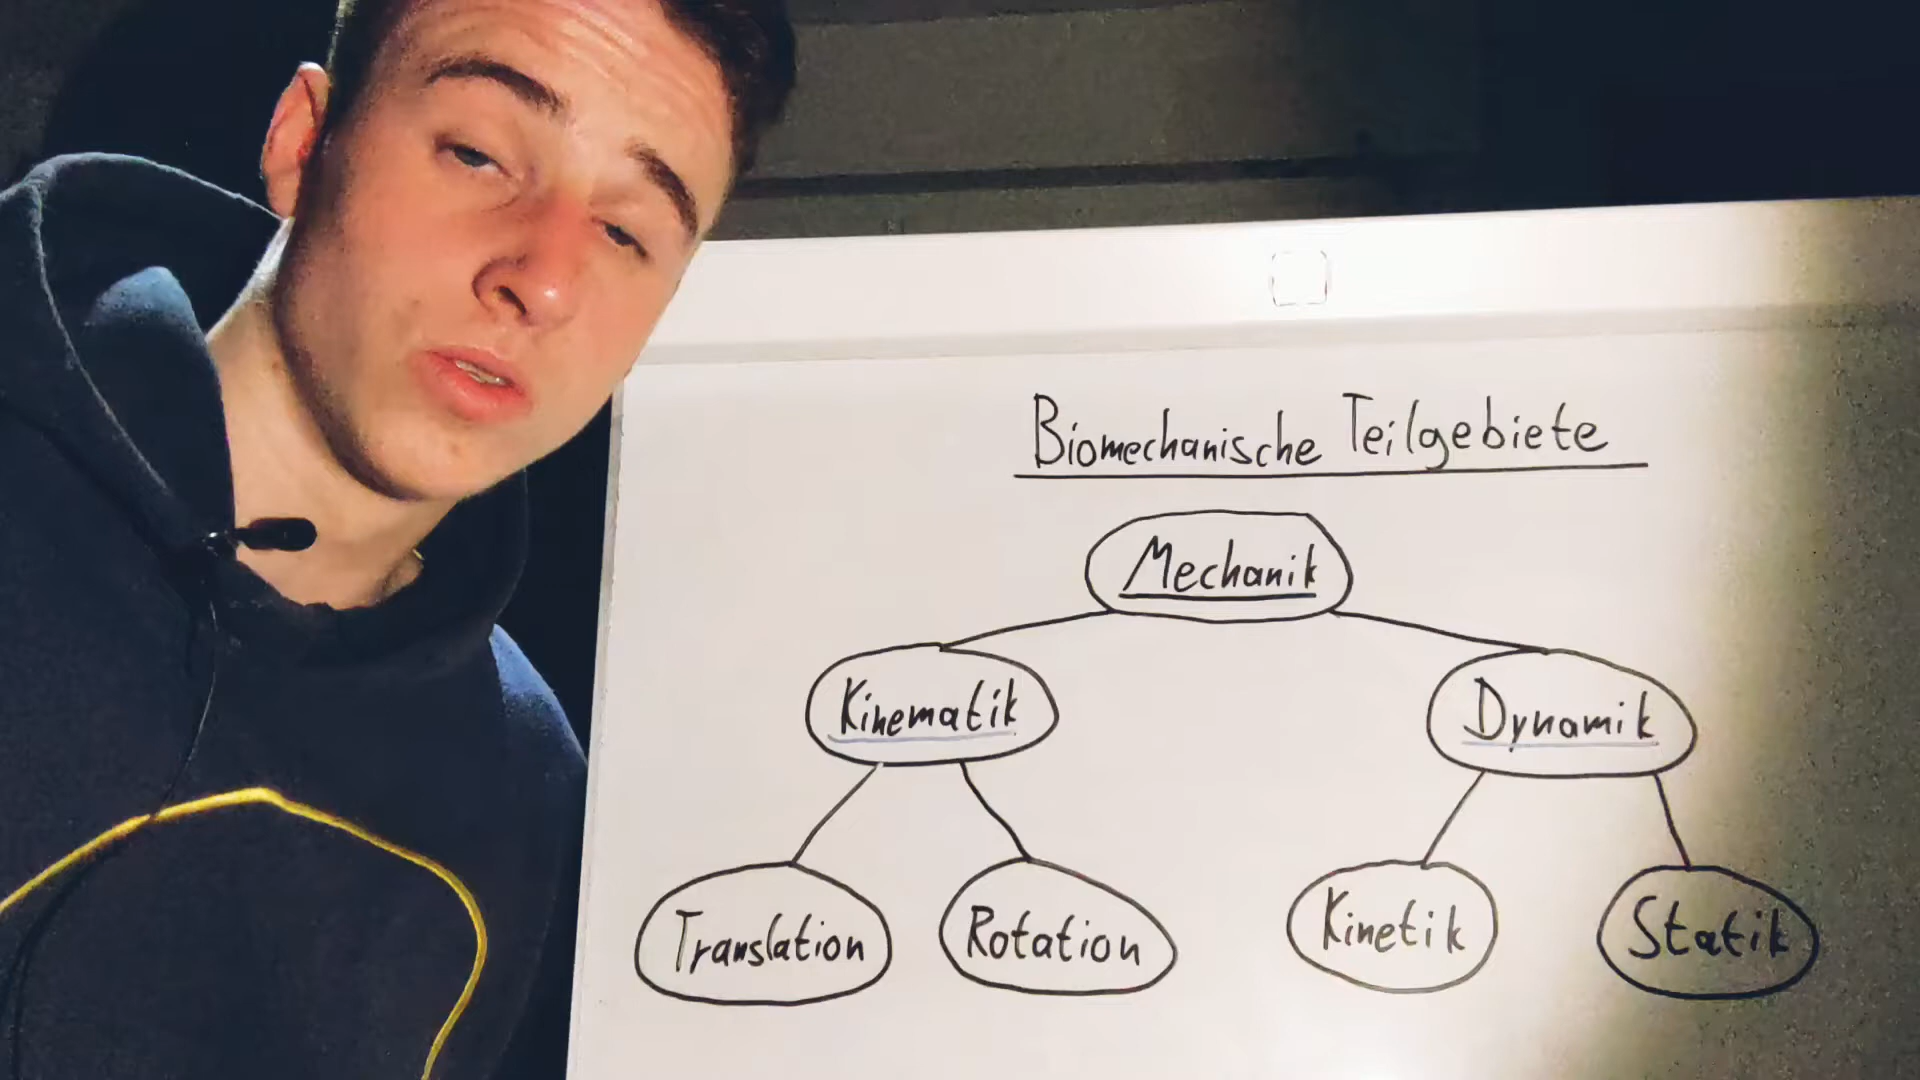 Biomechanische Teilgebiete
Mechanik
Kinematik
Dynamik
Translation
Rotation
Kinetik
Statik